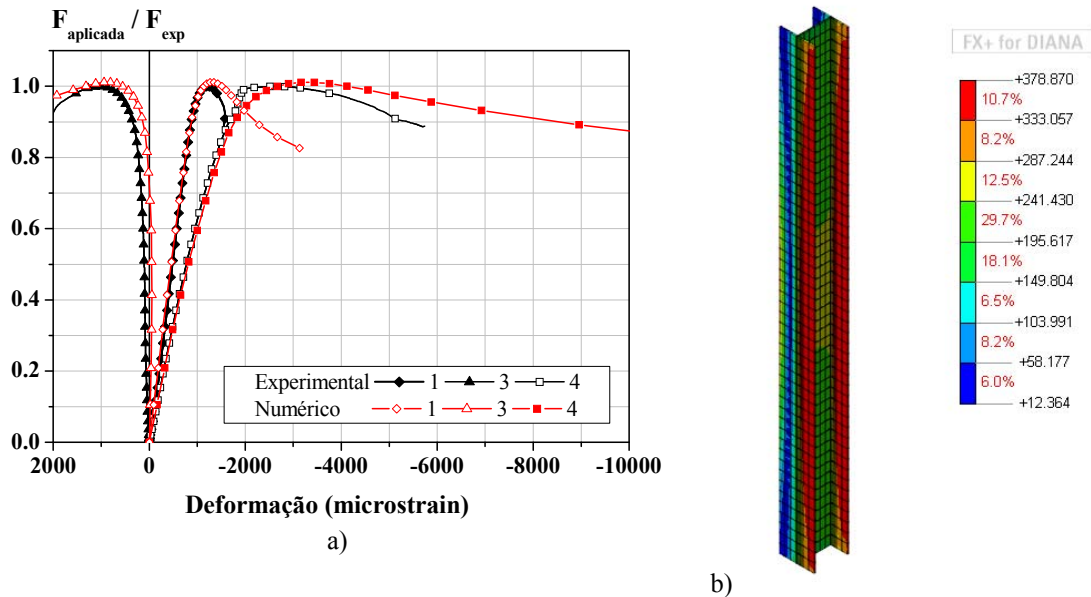 F aplicada / F exp
1.0
0.8
0.6
0.4
0.2
0.0
2000 0 -2000 -4000 -6000 -8000 -10000
Deformação (microstrain)
Experimental 1 3 4
Numérico 1 3 4
a)
FX+ for DIANA
+378.870
10.7%
+333.057
8.2%
+287.244
12.5%
+241.430
29.7%
+195.617
18.1%
+149.804
6.5%
+103.991
8.2%
+58.177
6.0%
+12.364
b)